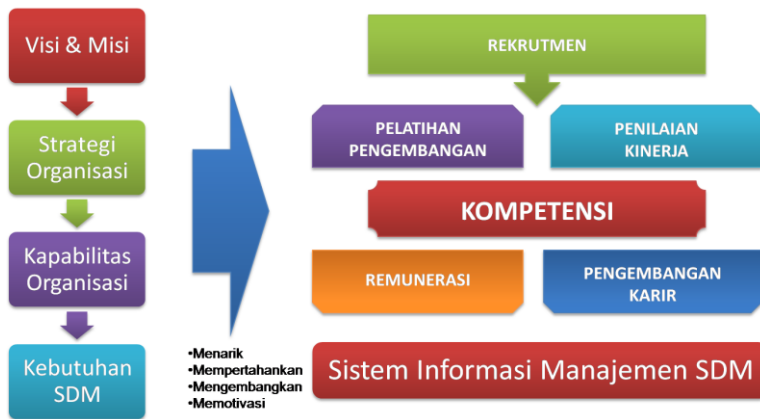 Visi & Misi
Strategi
Organisasi
Kapabilitas
Organisasi
Kebutuhan
SDM
•Menarik
•Mempertahankan
•Mengembangkan
•Memotivasi
REKRUTMEN
PELATIHAN
PENGEMBANGAN
PENILAIAN
KINERJA
KOMPETENSI
REMUNERASI
PENGEMBANGAN
KARIR
Sistem Informasi Manajemen SDM